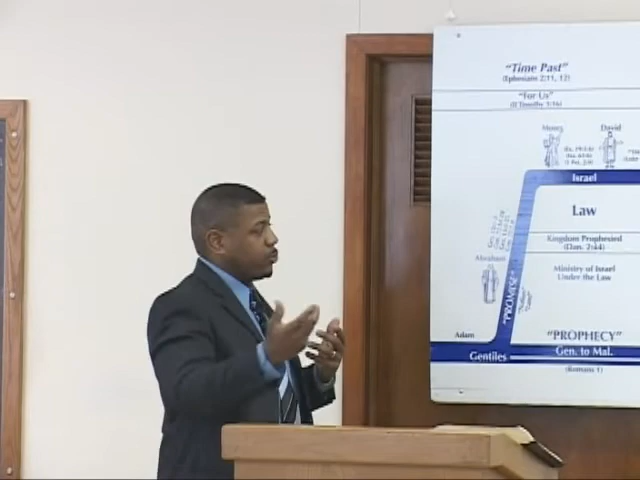 "Time Past"
(Ephesians 2:11, 12)
"For Us"
(II Timothy 3:16)
Moses
David
Israel
Law
Kingdom Prophesied
(Dan. 2:44)
Abraham
Ministry of Israel
Under the Law
"PROMISE"
Adam
"PROPHECY"
Gentiles
Gen. to Mal.
(Romans 1)